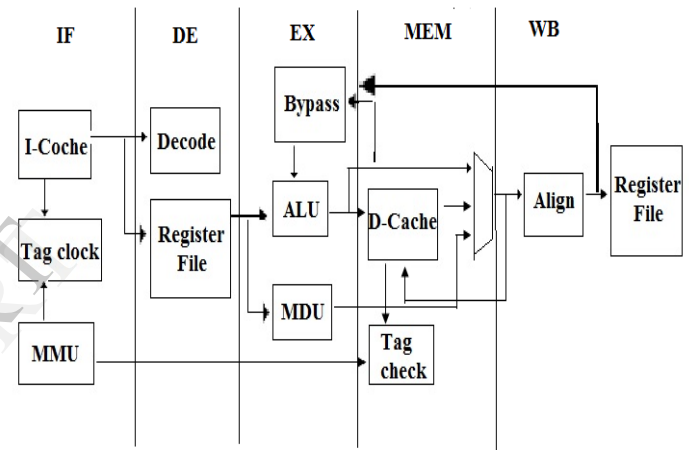 IF
DE
EX
MEM
WB
I-Coche
Tag clock
MMU
Decode
Register
File
Bypass
ALU
MDU
D-Cache
Tag
check
Align
Register
File